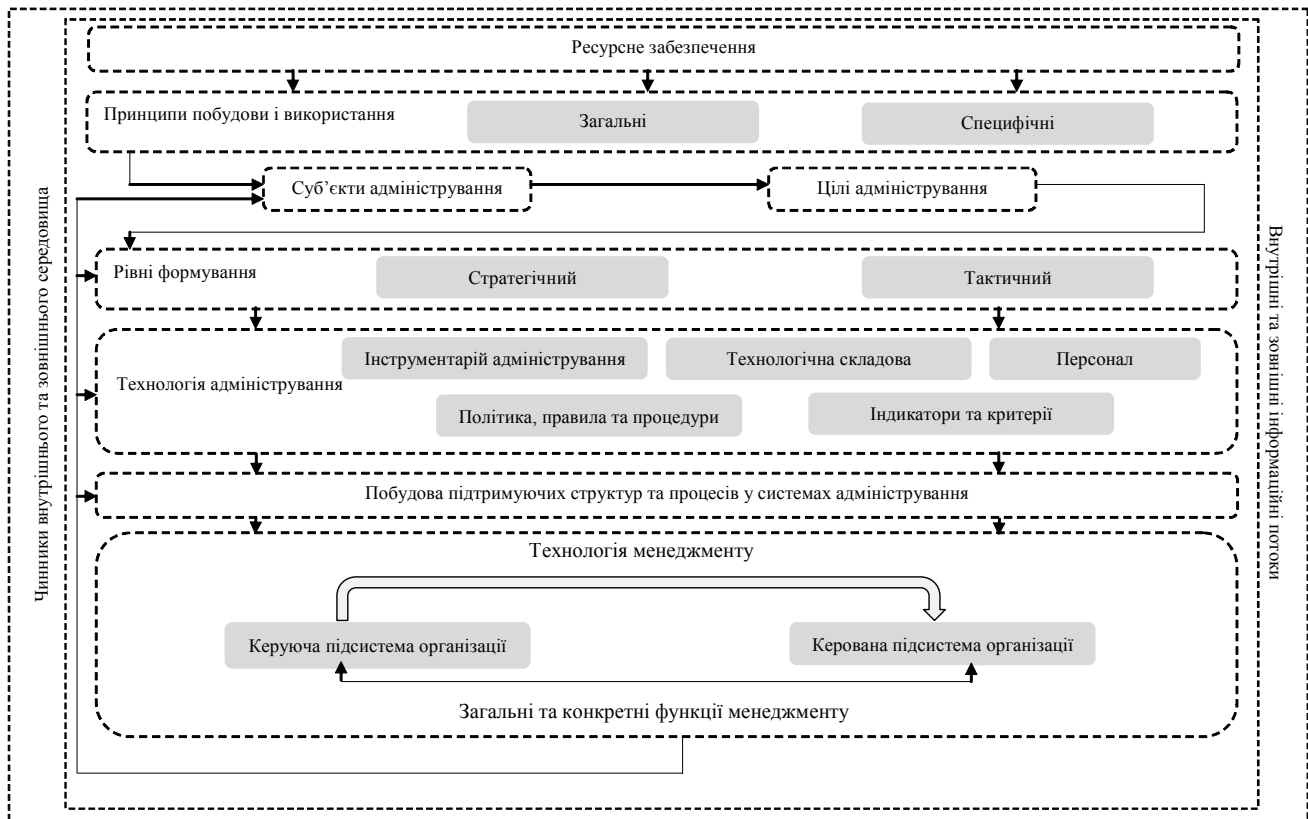 Ресурсне забезпечення
Принципи побудови і використання
Загальні
Специфічні
Суб’єкти адміністрування
Цілі адміністрування
Рівні формування
Стратегічний
Тактичний
Інструментарій адміністрування
Технологічна складова
Персонал
Технологія адміністрування
Політика, правила та процедури
Індикатори та критерії
Побудова підтримуючих структур та процесів у системах адміністрування
Технологія менеджменту
Керуюча підсистема організації
Керована підсистема організації
Загальні та конкретні функції менеджменту
Чинники внутрішнього та зовнішнього середовища
Внутрішні та зовнішні інформаційні потоки